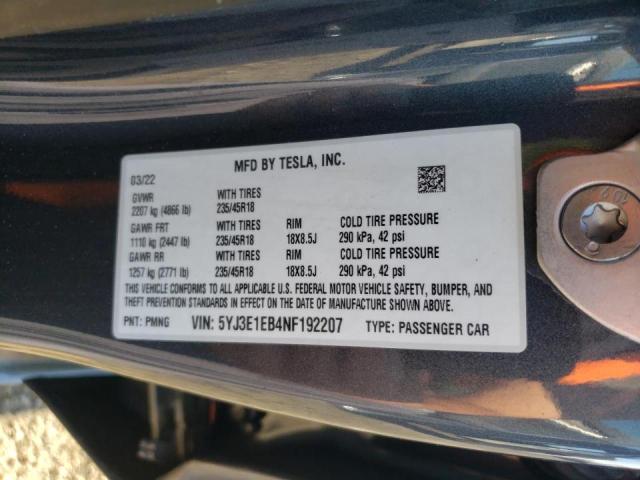 MFD BY TESLA, INC.
03/22
GVWR WITH TIRES
2207 kg (4866 lb) 235/45R18
GAWR FRT WITH TIRES RIM COLD TIRE PRESSURE
1110 kg (2447 lb) 235/45R18 18X8.5J 290 kPa, 42 psi
GAWR RR WITH TIRES RIM COLD TIRE PRESSURE
1257 kg (2771 lb) 235/45R18 18X8.5J 290 kPa, 42 psi
THIS VEHICLE CONFORMS TO ALL APPLICABLE U.S. FEDERAL MOTOR VEHICLE SAFETY, BUMPER, AND
THEFT PREVENTION STANDARDS IN EFFECT ON THE DATE OF MANUFACTURE SHOWN ABOVE.
PNT: PMNG VIN: 5YJ3E1EB4NF192207 TYPE: PASSENGER CAR